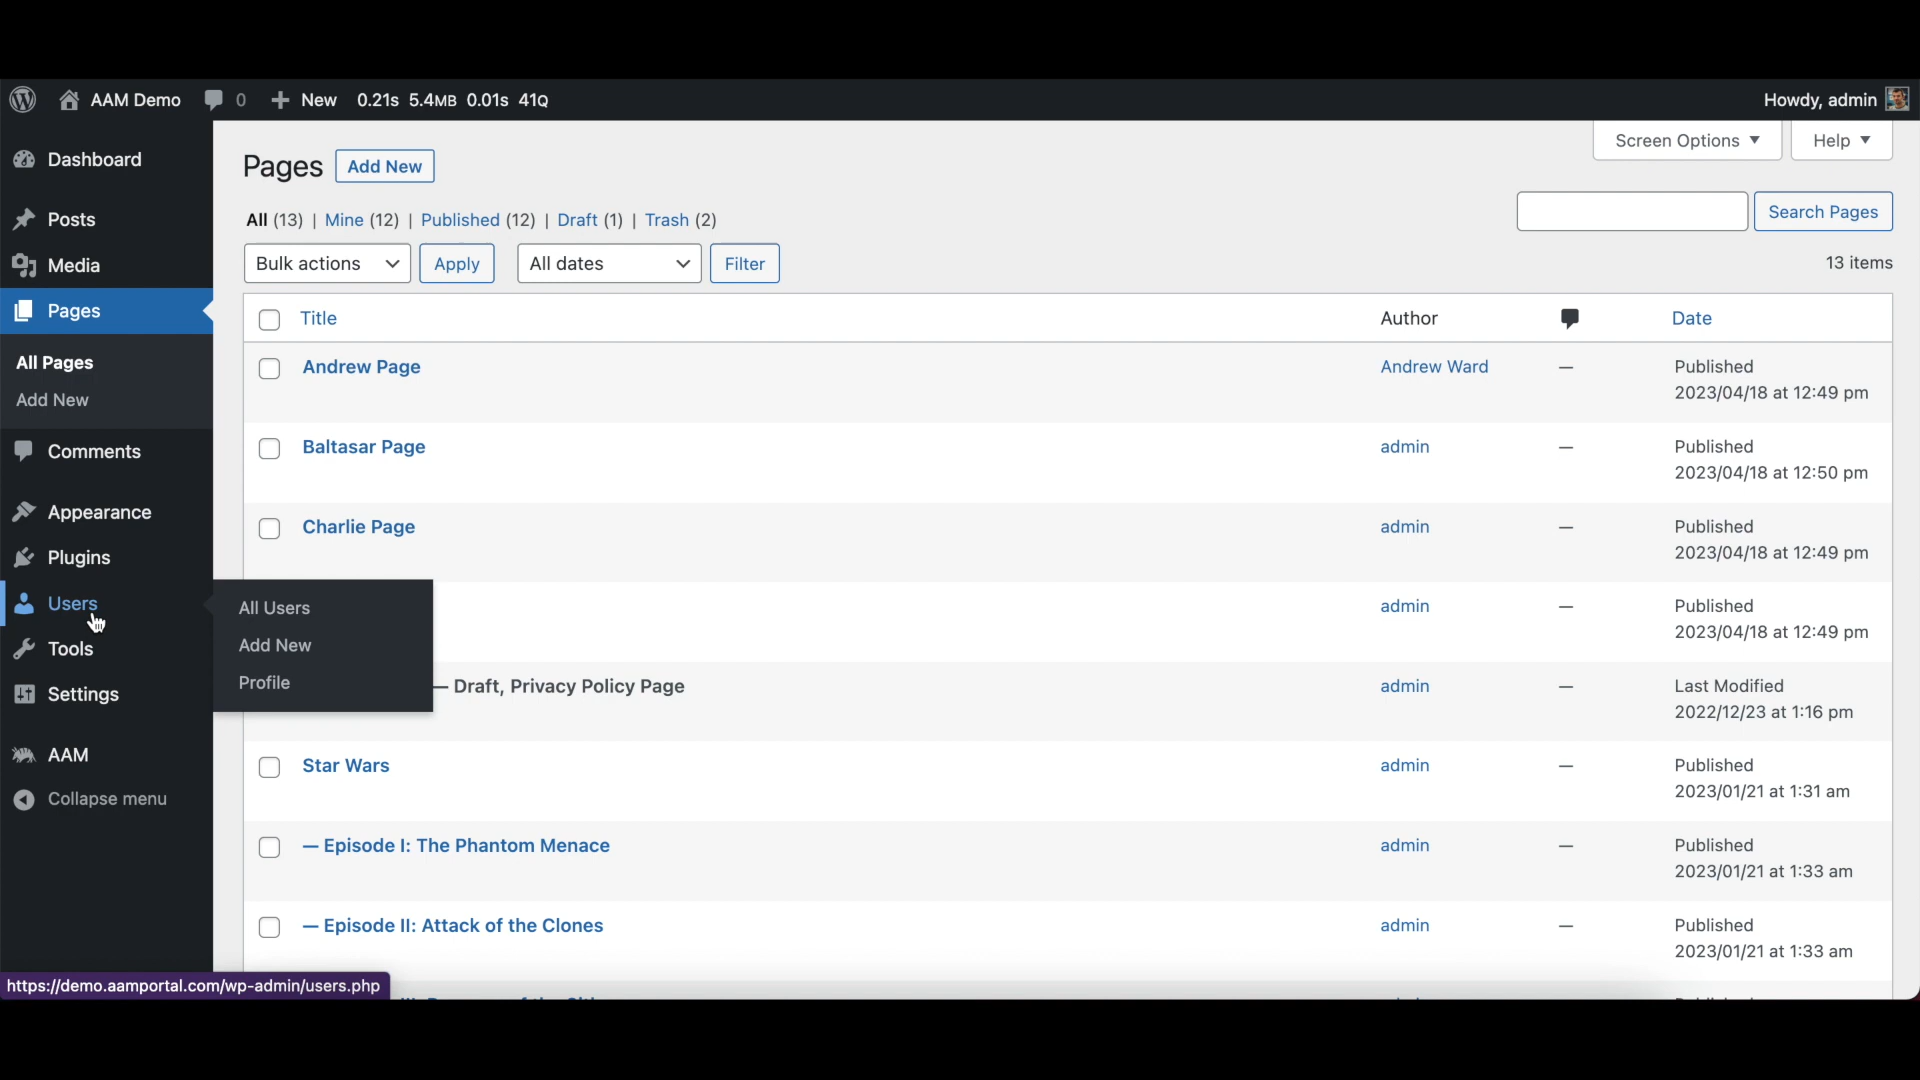 AAM Demo 0 New 0.21s 5.4MB 0.01s 41Q Howdy, admin
Screen Options Help
Dashboard
Posts
Media
Pages
All Pages
Add New
Comments
Appearance
Plugins
Users
Tools
Settings
AAM
Collapse menu
All Users
Add New
Profile
Pages Add New
All (13) | Mine (12) | Published (12) | Draft (1) | Trash (2)
Search Pages
Bulk actions Apply All dates Filter
13 items
Title Author Date
Andrew Page Andrew Ward — Published
2023/04/18 at 12:49 pm
Baltasar Page admin — Published
2023/04/18 at 12:50 pm
Charlie Page admin — Published
2023/04/18 at 12:49 pm
admin — Published
2023/04/18 at 12:49 pm
— Draft, Privacy Policy Page admin — Last Modified
2022/12/23 at 1:16 pm
Star Wars admin — Published
2023/01/21 at 1:31 am
— Episode I: The Phantom Menace admin — Published
2023/01/21 at 1:33 am
— Episode II: Attack of the Clones admin — Published
2023/01/21 at 1:33 am
https://demo.aamportal.com/wp-admin/users.php